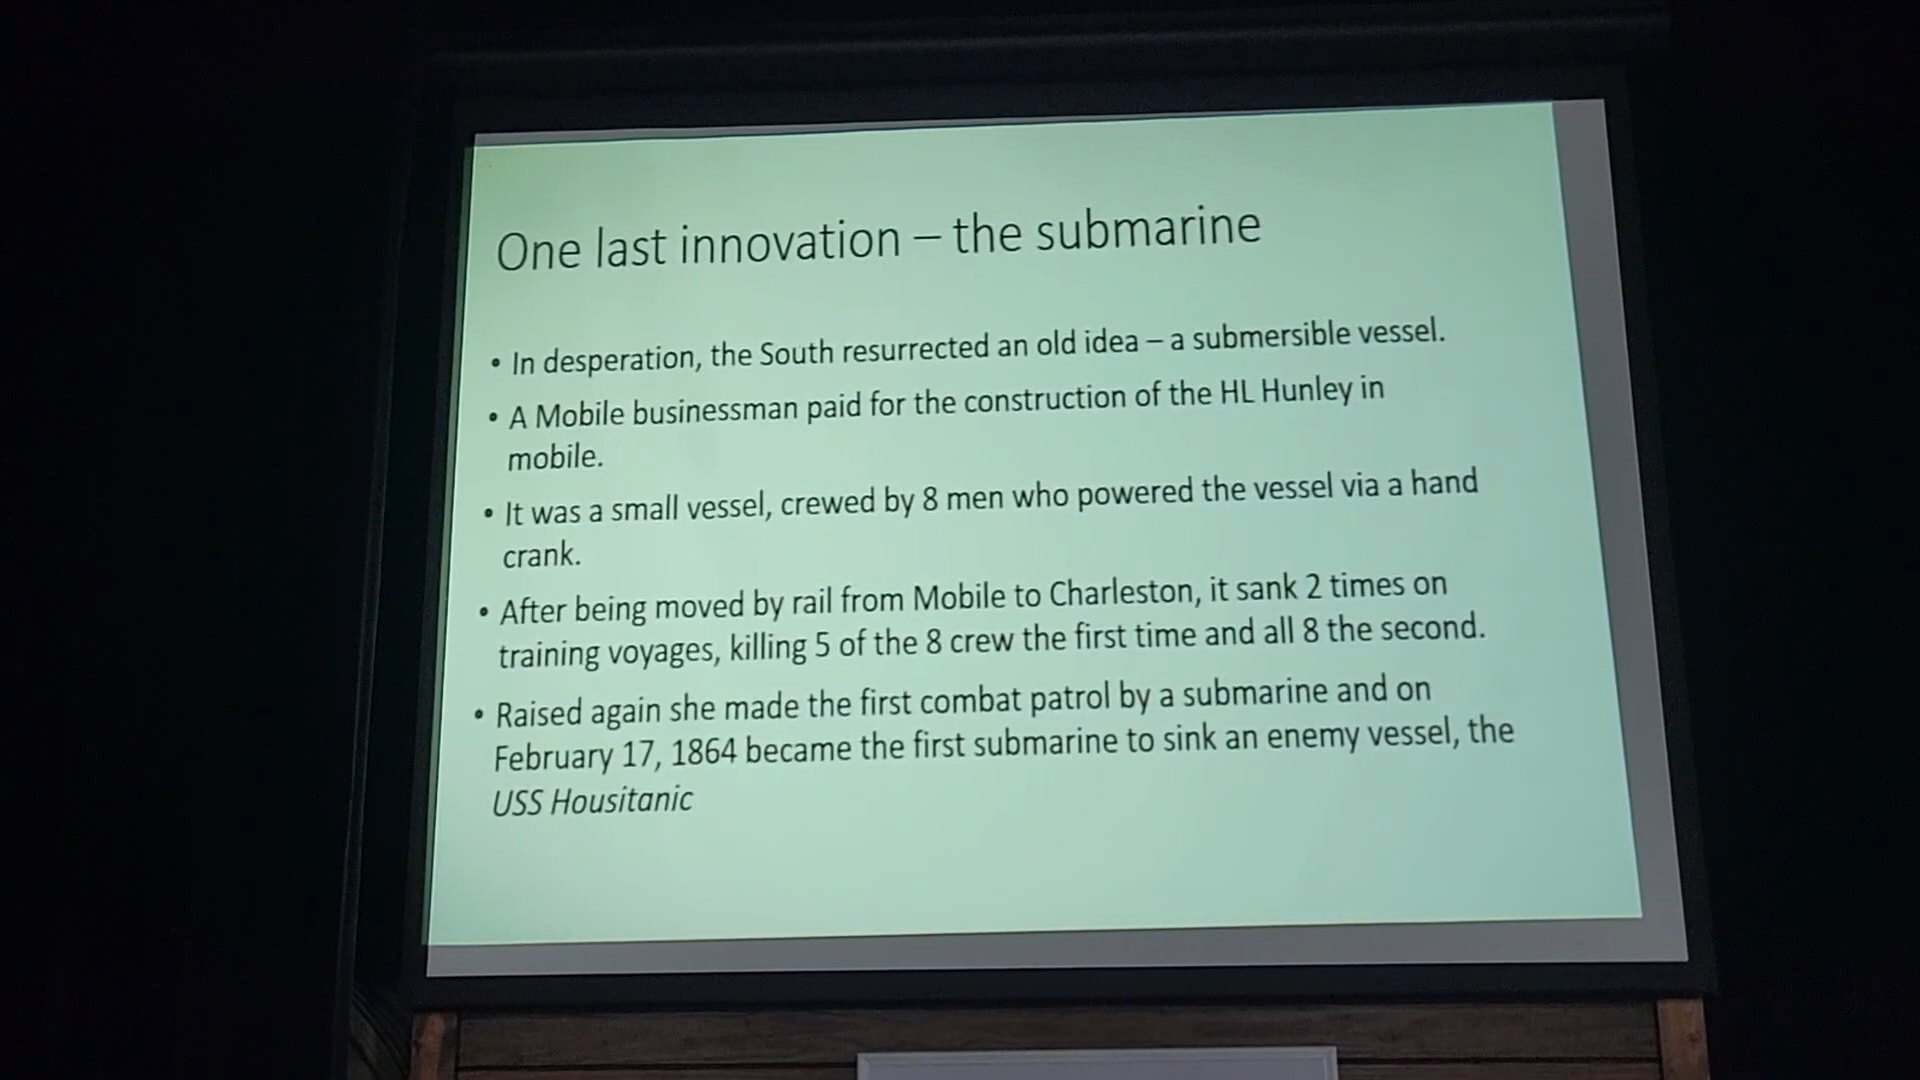 One last innovation – the submarine
• In desperation, the South resurrected an old idea – a submersible vessel.
• A Mobile businessman paid for the construction of the HL Hunley in
mobile.
• It was a small vessel, crewed by 8 men who powered the vessel via a hand
crank.
• After being moved by rail from Mobile to Charleston, it sank 2 times on
training voyages, killing 5 of the 8 crew the first time and all 8 the second.
• Raised again she made the first combat patrol by a submarine and on
February 17, 1864 became the first submarine to sink an enemy vessel, the
USS Housitanic